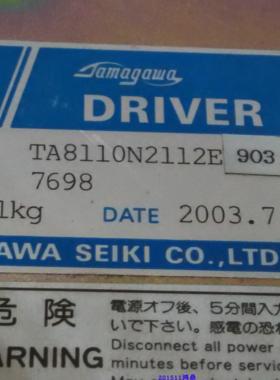 Tamagawa
DRIVER
TA8110N2112E 903
7698
1kg DATE 2003.7
AWA SEIKI CO.,LTD
危険
電源オフ後、5分間入力
いで下さい。感電の恐れ
ARNING
Disconnect all power
minutes before servic